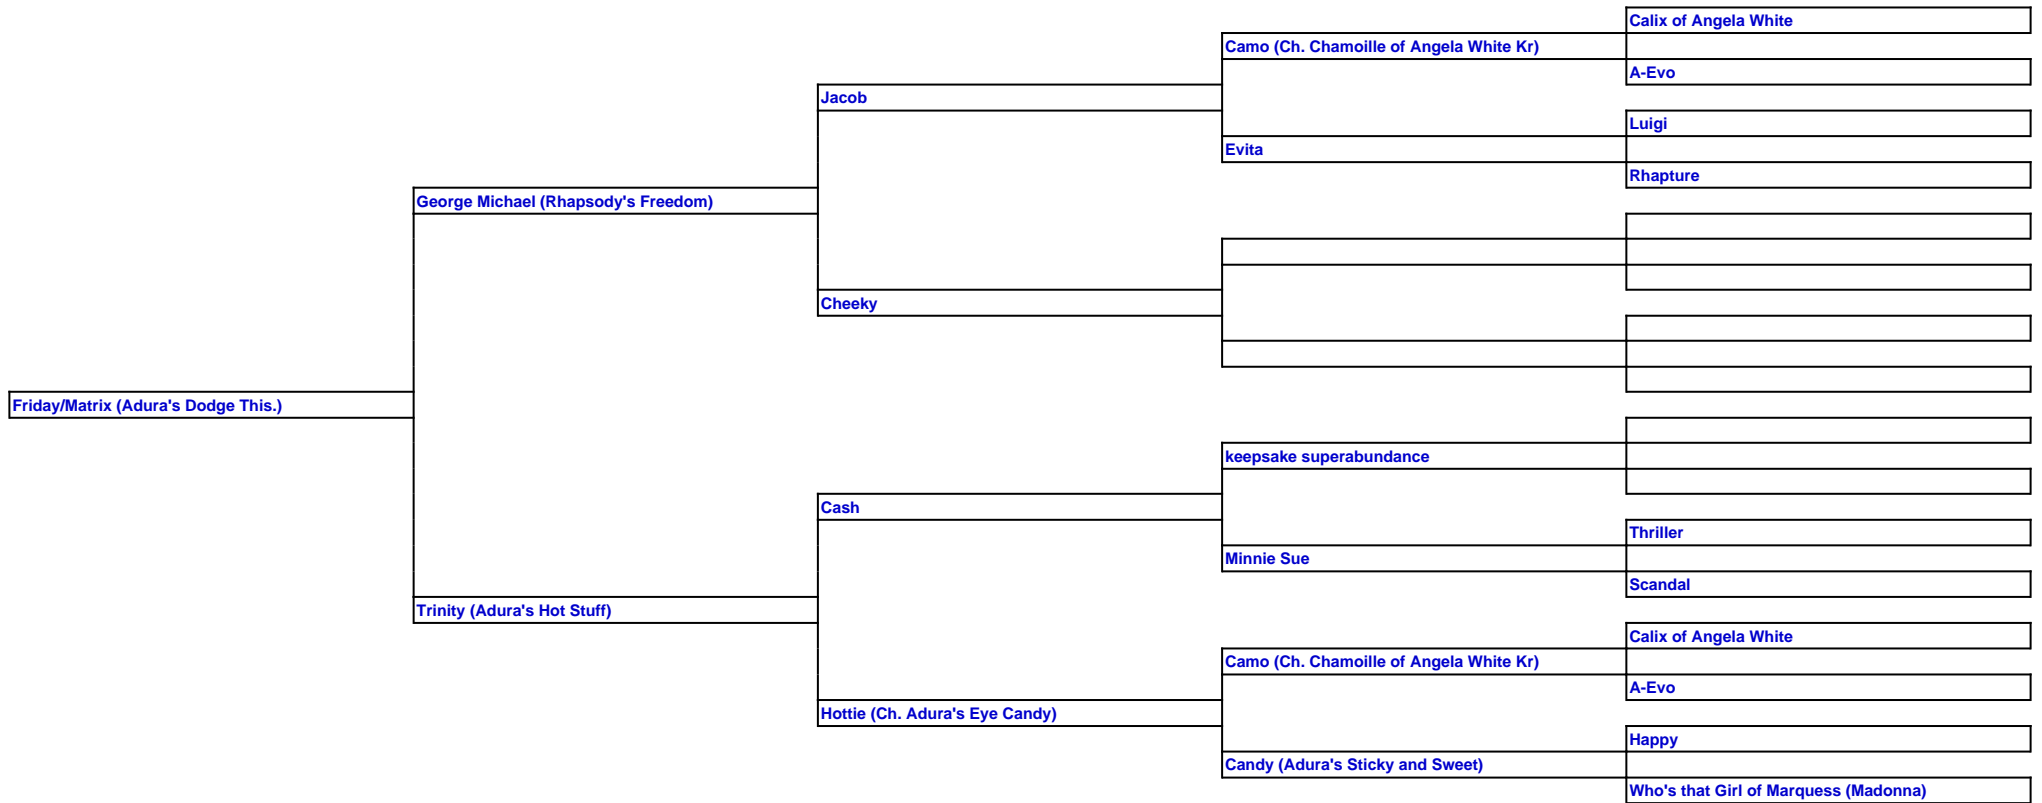 Calix of Angela White
Camo (Ch. Chamoille of Angela White Kr)
A-Evo
Jacob
Luigi
Evita
Rhapture
George Michael (Rhapsody's Freedom)
Cheeky
Friday/Matrix (Adura's Dodge This.)
keepsake superabundance
Cash
Thriller
Minnie Sue
Scandal
Trinity (Adura's Hot Stuff)
Calix of Angela White
Camo (Ch. Chamoille of Angela White Kr)
A-Evo
Hottie (Ch. Adura's Eye Candy)
Happy
Candy (Adura's Sticky and Sweet)
Who's that Girl of Marquess (Madonna)